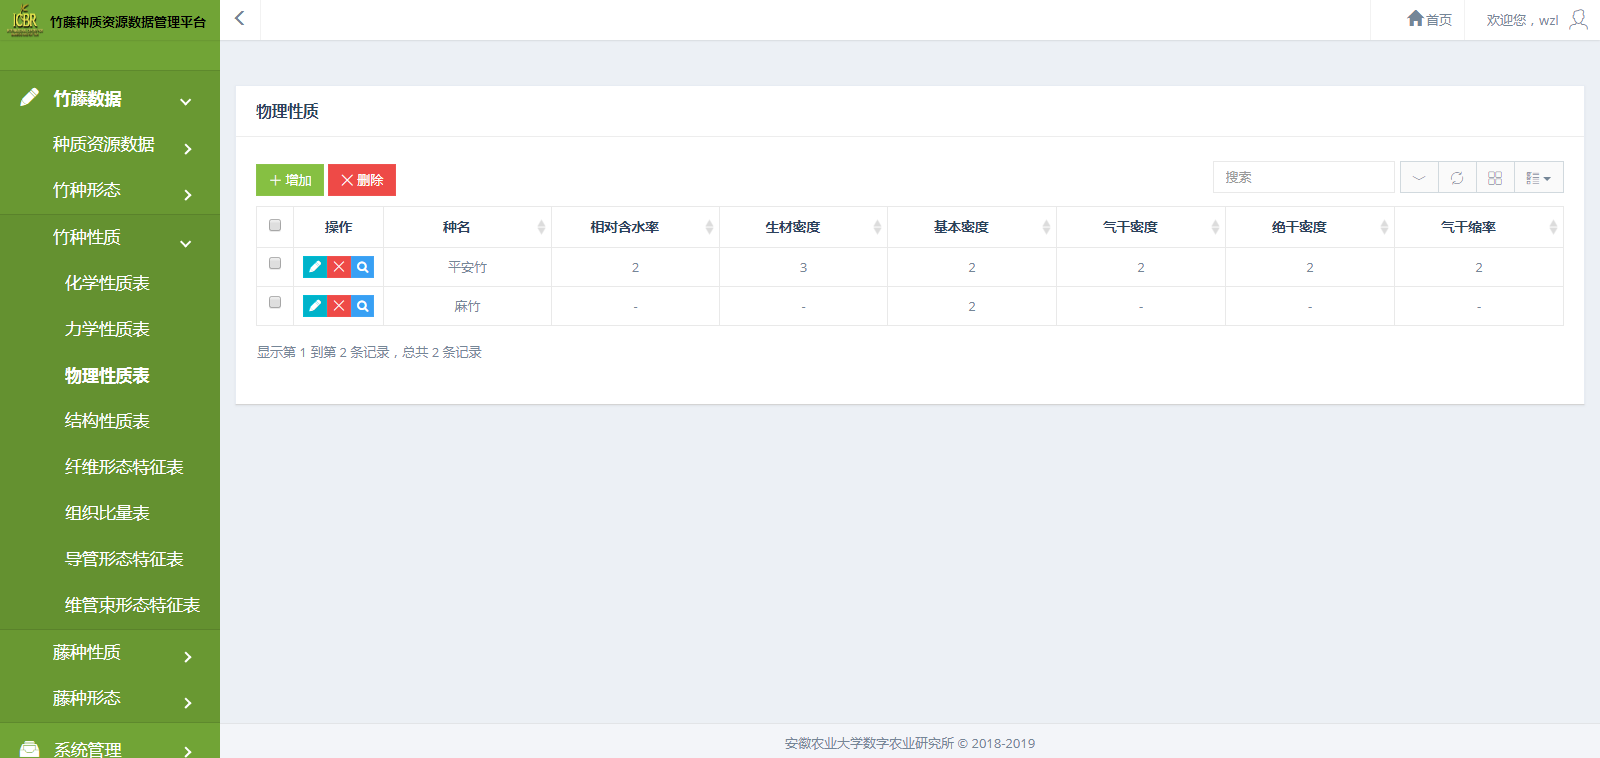 ICBR 竹藤种质资源数据管理平台
首页
欢迎您，wzl
竹藤数据
种质资源数据
竹种形态
竹种性质
化学性质表
力学性质表
物理性质表
结构性质表
纤维形态特征表
组织比量表
导管形态特征表
维管束形态特征表
藤种性质
藤种形态
系统管理
物理性质
增加 删除 搜索
操作 种名 相对含水率 生材密度 基本密度 气干密度 绝干密度 气干缩率
平安竹 2 3 2 2 2 2
麻竹 - - 2 - - -
显示第 1 到第 2 条记录，总共 2 条记录
安徽农业大学数字农业研究所 © 2018-2019